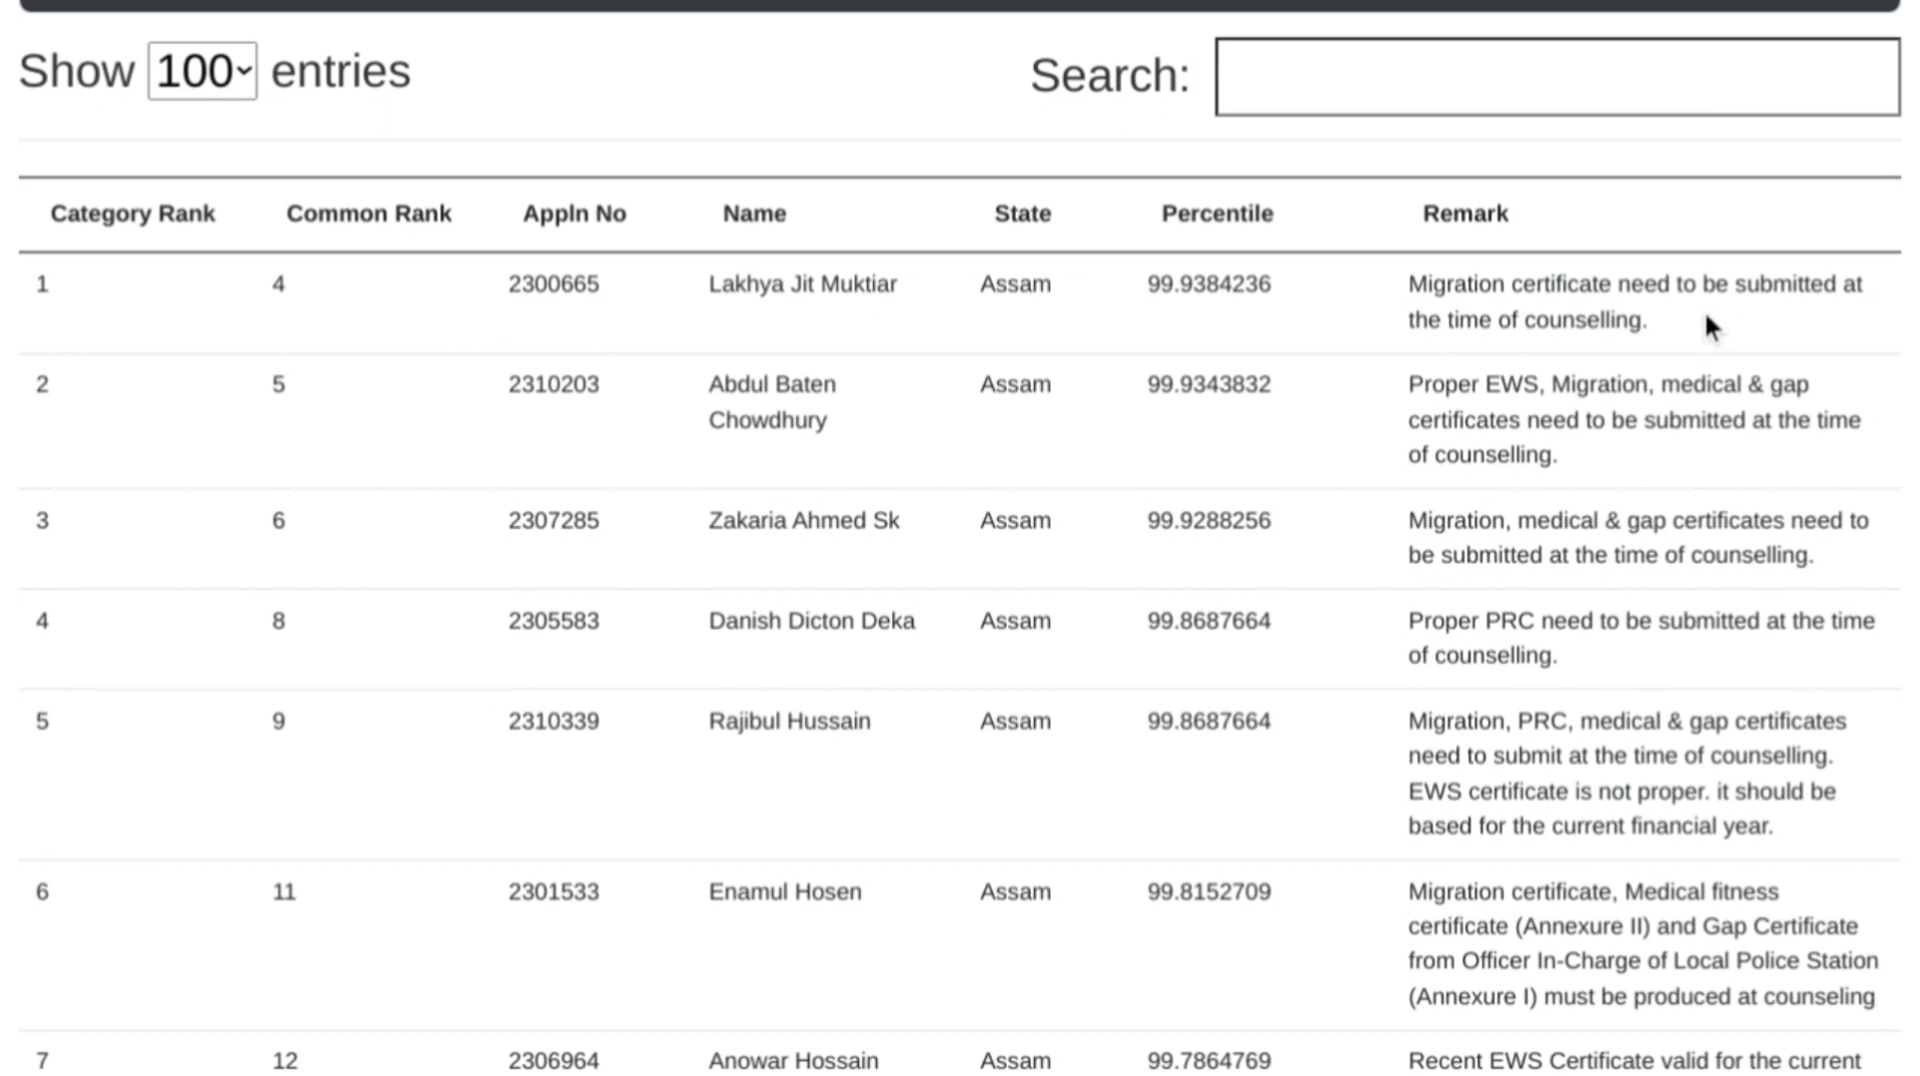 Show 100 entries Search:
Category Rank Common Rank Appln No Name State Percentile Remark
1 4 2300665 Lakhya Jit Muktiar Assam 99.9384236 Migration certificate need to be submitted at
the time of counselling.
2 5 2310203 Abdul Baten Assam 99.9343832 Proper EWS, Migration, medical & gap
Chowdhury certificates need to be submitted at the time
of counselling.
3 6 2307285 Zakaria Ahmed Sk Assam 99.9288256 Migration, medical & gap certificates need to
be submitted at the time of counselling.
4 8 2305583 Danish Dicton Deka Assam 99.8687664 Proper PRC need to be submitted at the time
of counselling.
5 9 2310339 Rajibul Hussain Assam 99.8687664 Migration, PRC, medical & gap certificates
need to submit at the time of counselling.
EWS certificate is not proper. it should be
based for the current financial year.
6 11 2301533 Enamul Hosen Assam 99.8152709 Migration certificate, Medical fitness
certificate (Annexure II) and Gap Certificate
from Officer In-Charge of Local Police Station
(Annexure I) must be produced at counseling
7 12 2306964 Anowar Hossain Assam 99.7864769 Recent EWS Certificate valid for the current